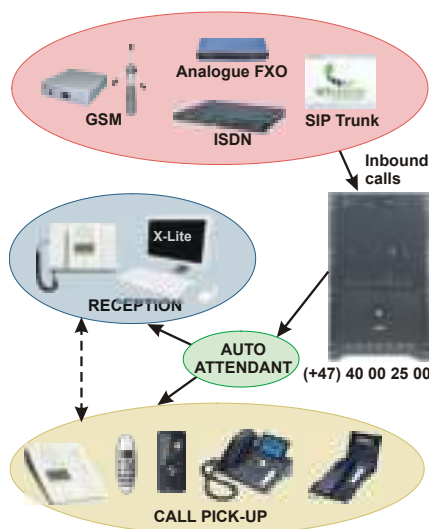 Analogue FXO
GSM
ISDN
SIP Trunk
Inbound
calls
X-Lite
RECEPTION
AUTO
ATTENDANT
(+47) 40 00 25 00
CALL PICK-UP